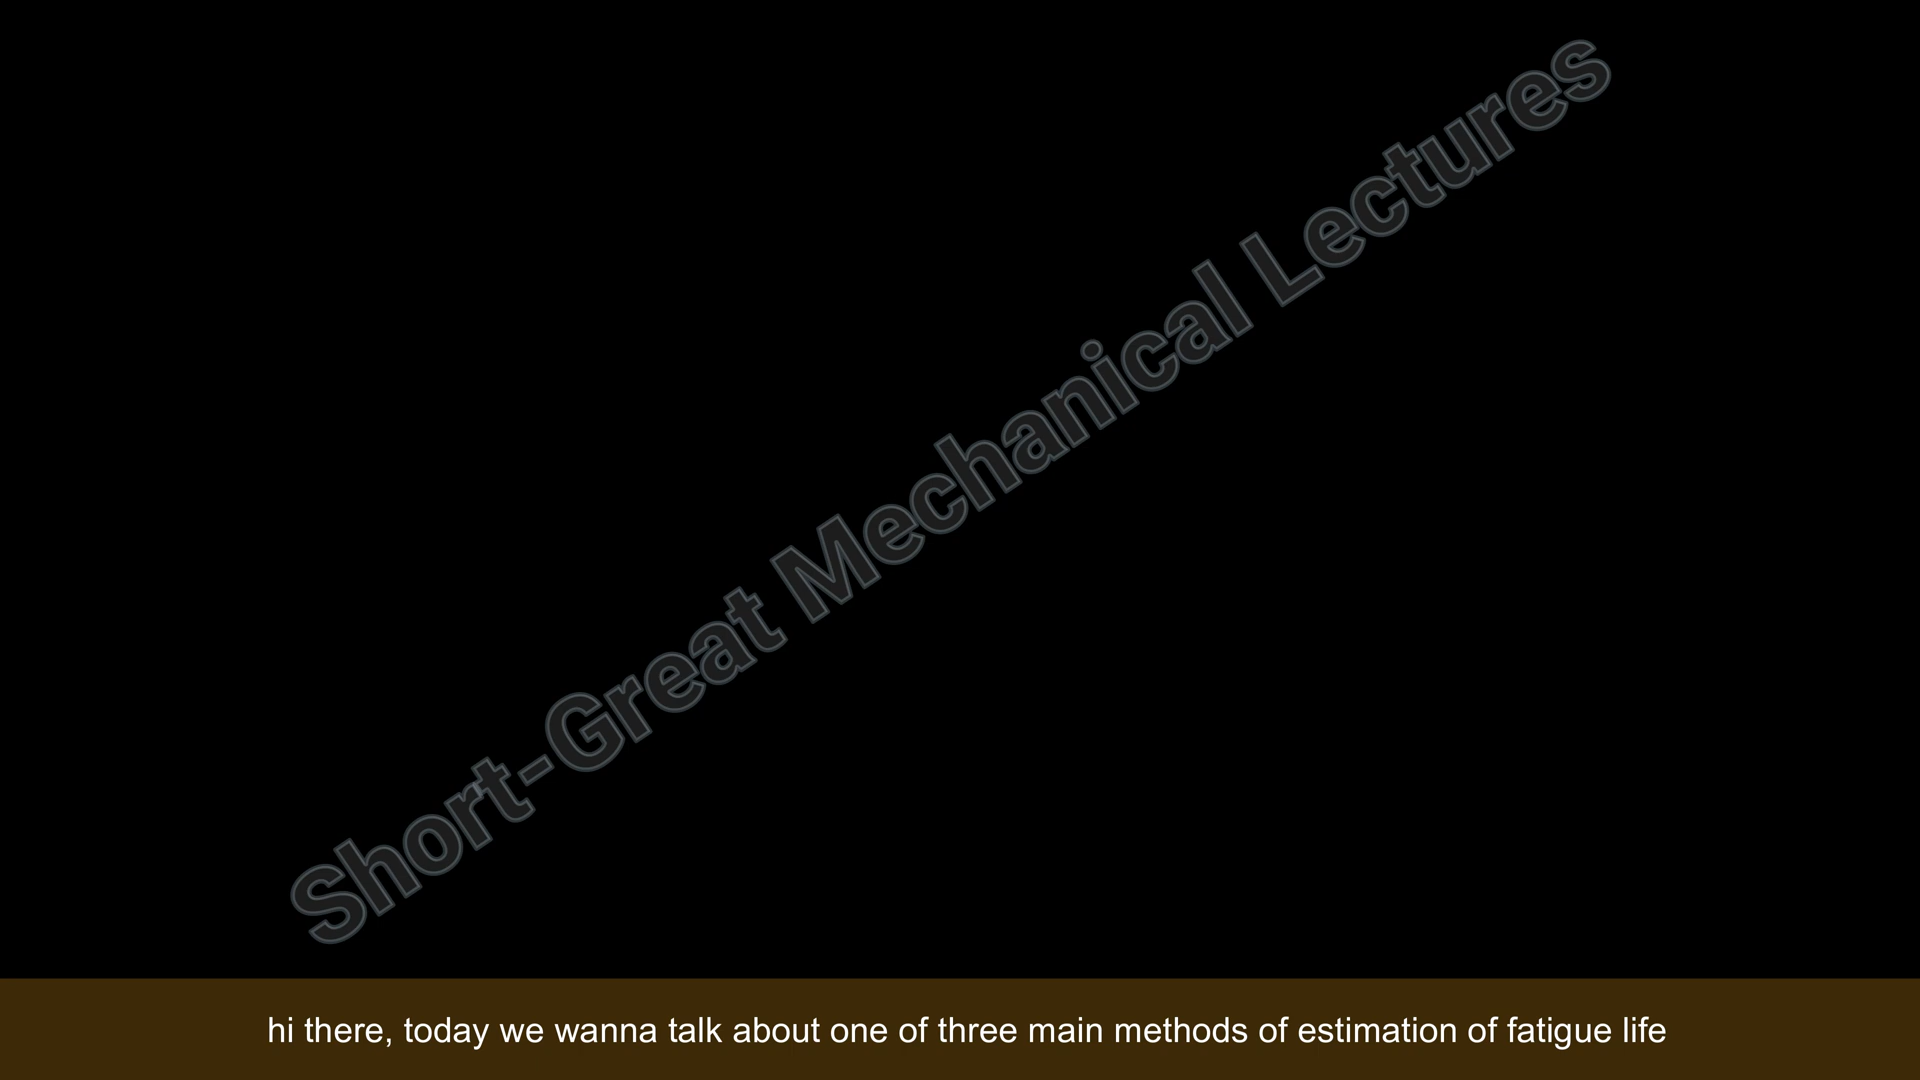 Short-Great Mechanical Lectures
hi there, today we wanna talk about one of three main methods of estimation of fatigue life